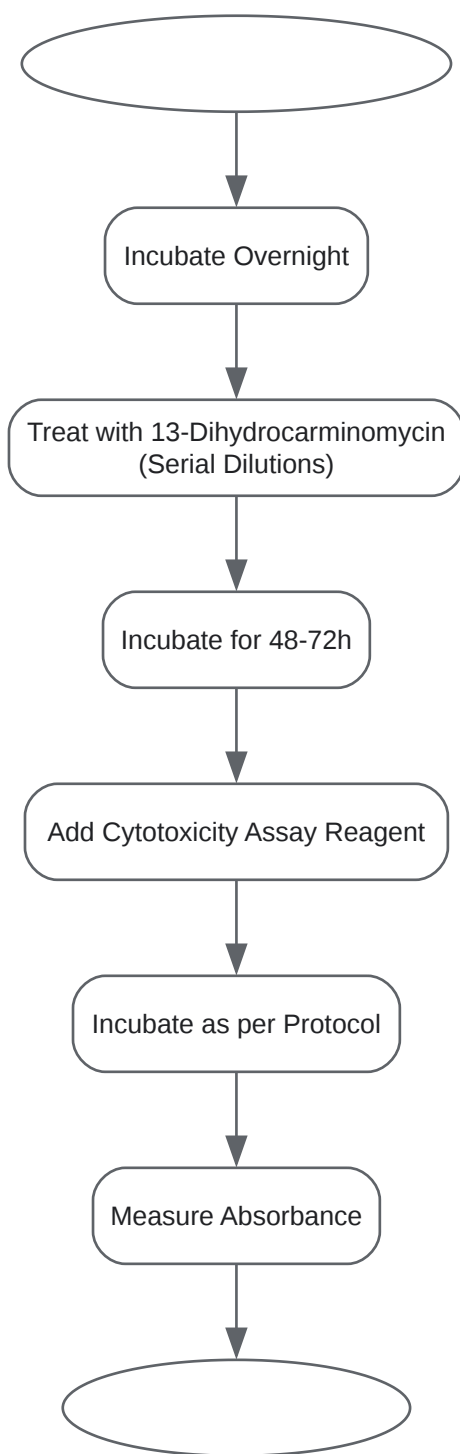 Incubate Overnight
Treat with 13-Dihydrocarminomycin
(Serial Dilutions)
Incubate for 48-72h
Add Cytotoxicity Assay Reagent
Incubate as per Protocol
Measure Absorbance